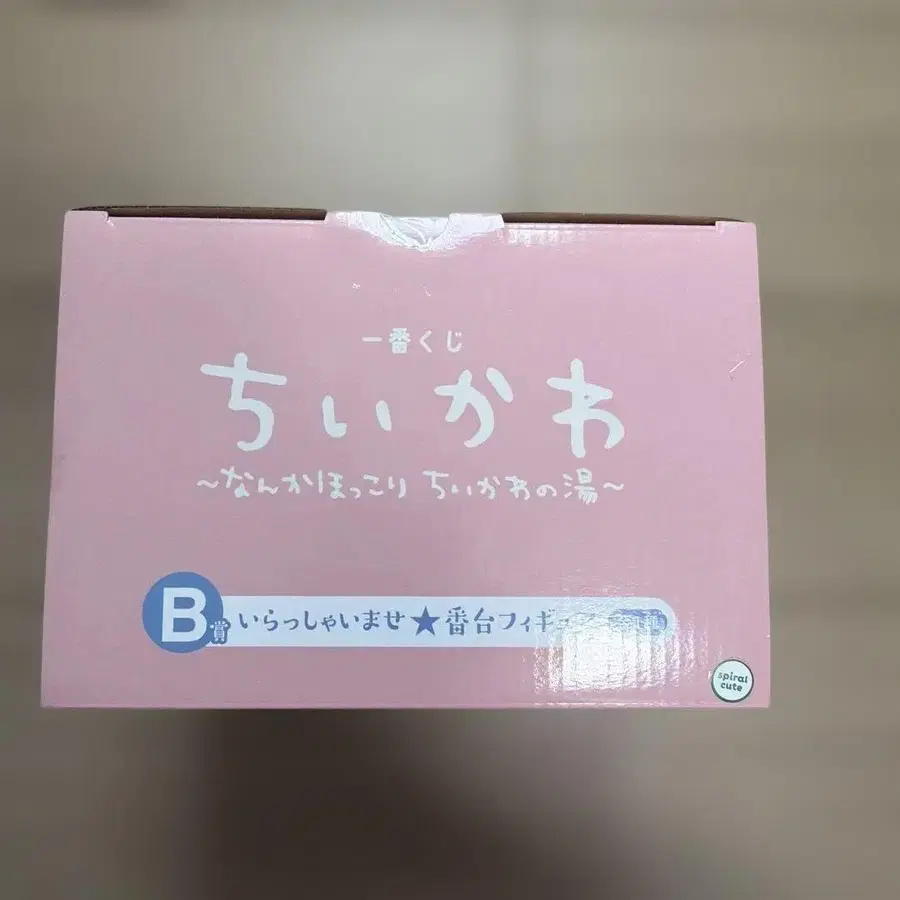 一番くじ
ちいかわ
～なんかほっこり ちいかわの湯～
B賞 いらっしゃいませ★番台フィギュ
spiral
cute